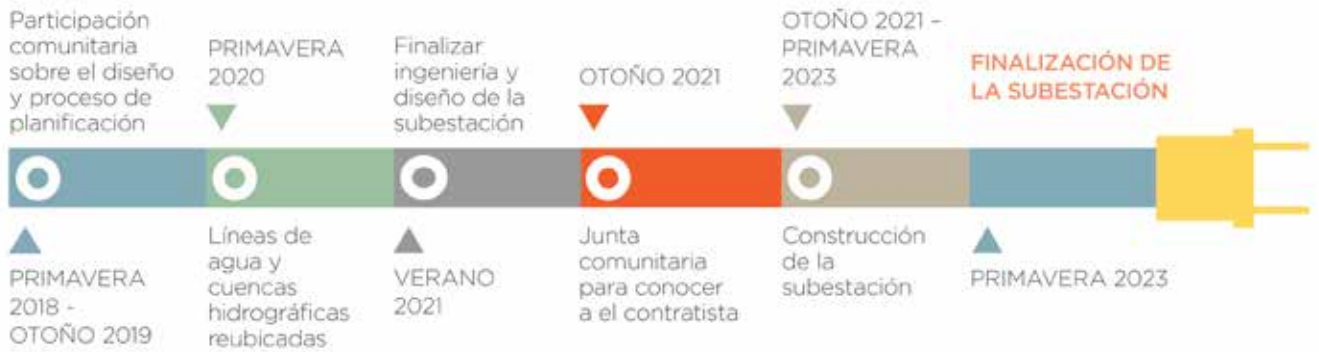 Participación
comunitaria
sobre el diseño
y proceso de
planificación
PRIMAVERA
2018 -
OTOÑO 2019
PRIMAVERA
2020
Líneas de
agua y
cuencas
hidrográficas
reubicadas
Finalizar
ingeniería y
diseño de la
subestación
VERANO
2021
OTOÑO 2021
Junta
comunitaria
para conocer
a el contratista
OTOÑO 2021 –
PRIMAVERA
2023
Construcción
de la
subestación
FINALIZACIÓN DE
LA SUBESTACIÓN
PRIMAVERA 2023